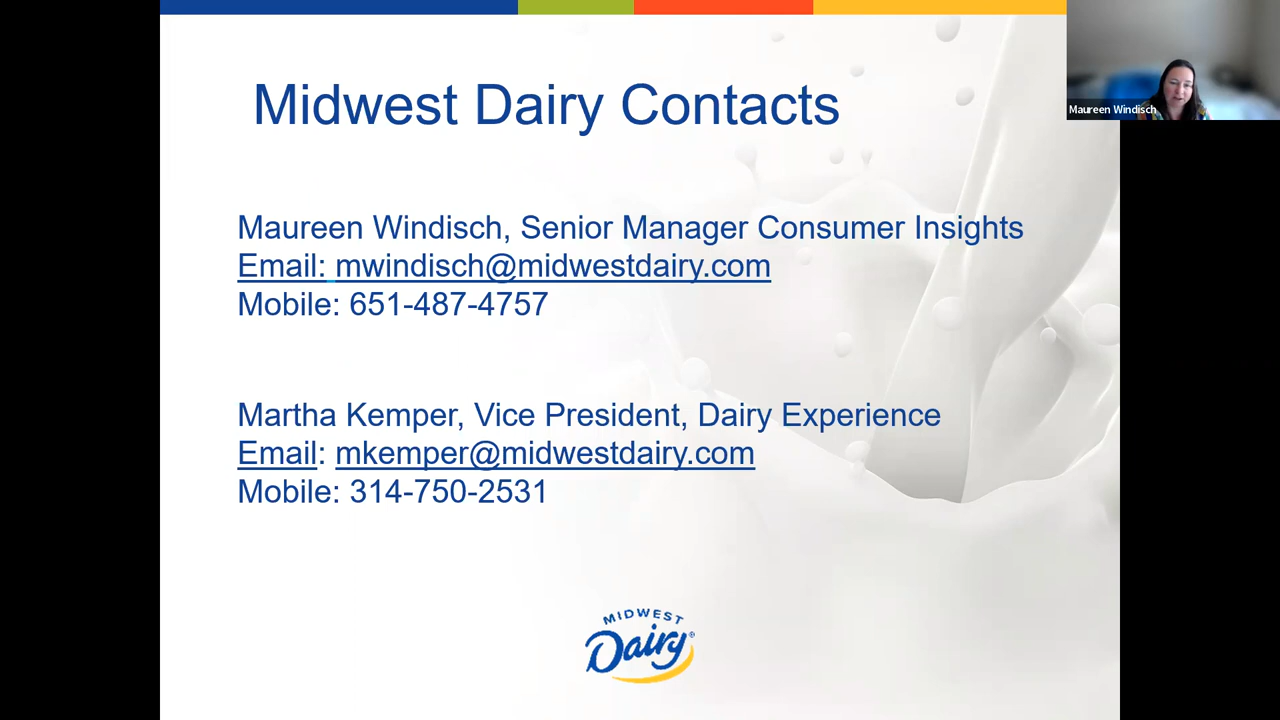 Midwest Dairy Contacts
Maureen Windisch
Maureen Windisch, Senior Manager Consumer Insights
Email: mwindisch@midwestdairy.com
Mobile: 651-487-4757
Martha Kemper, Vice President, Dairy Experience
Email: mkemper@midwestdairy.com
Mobile: 314-750-2531
MIDWEST
Dairy®